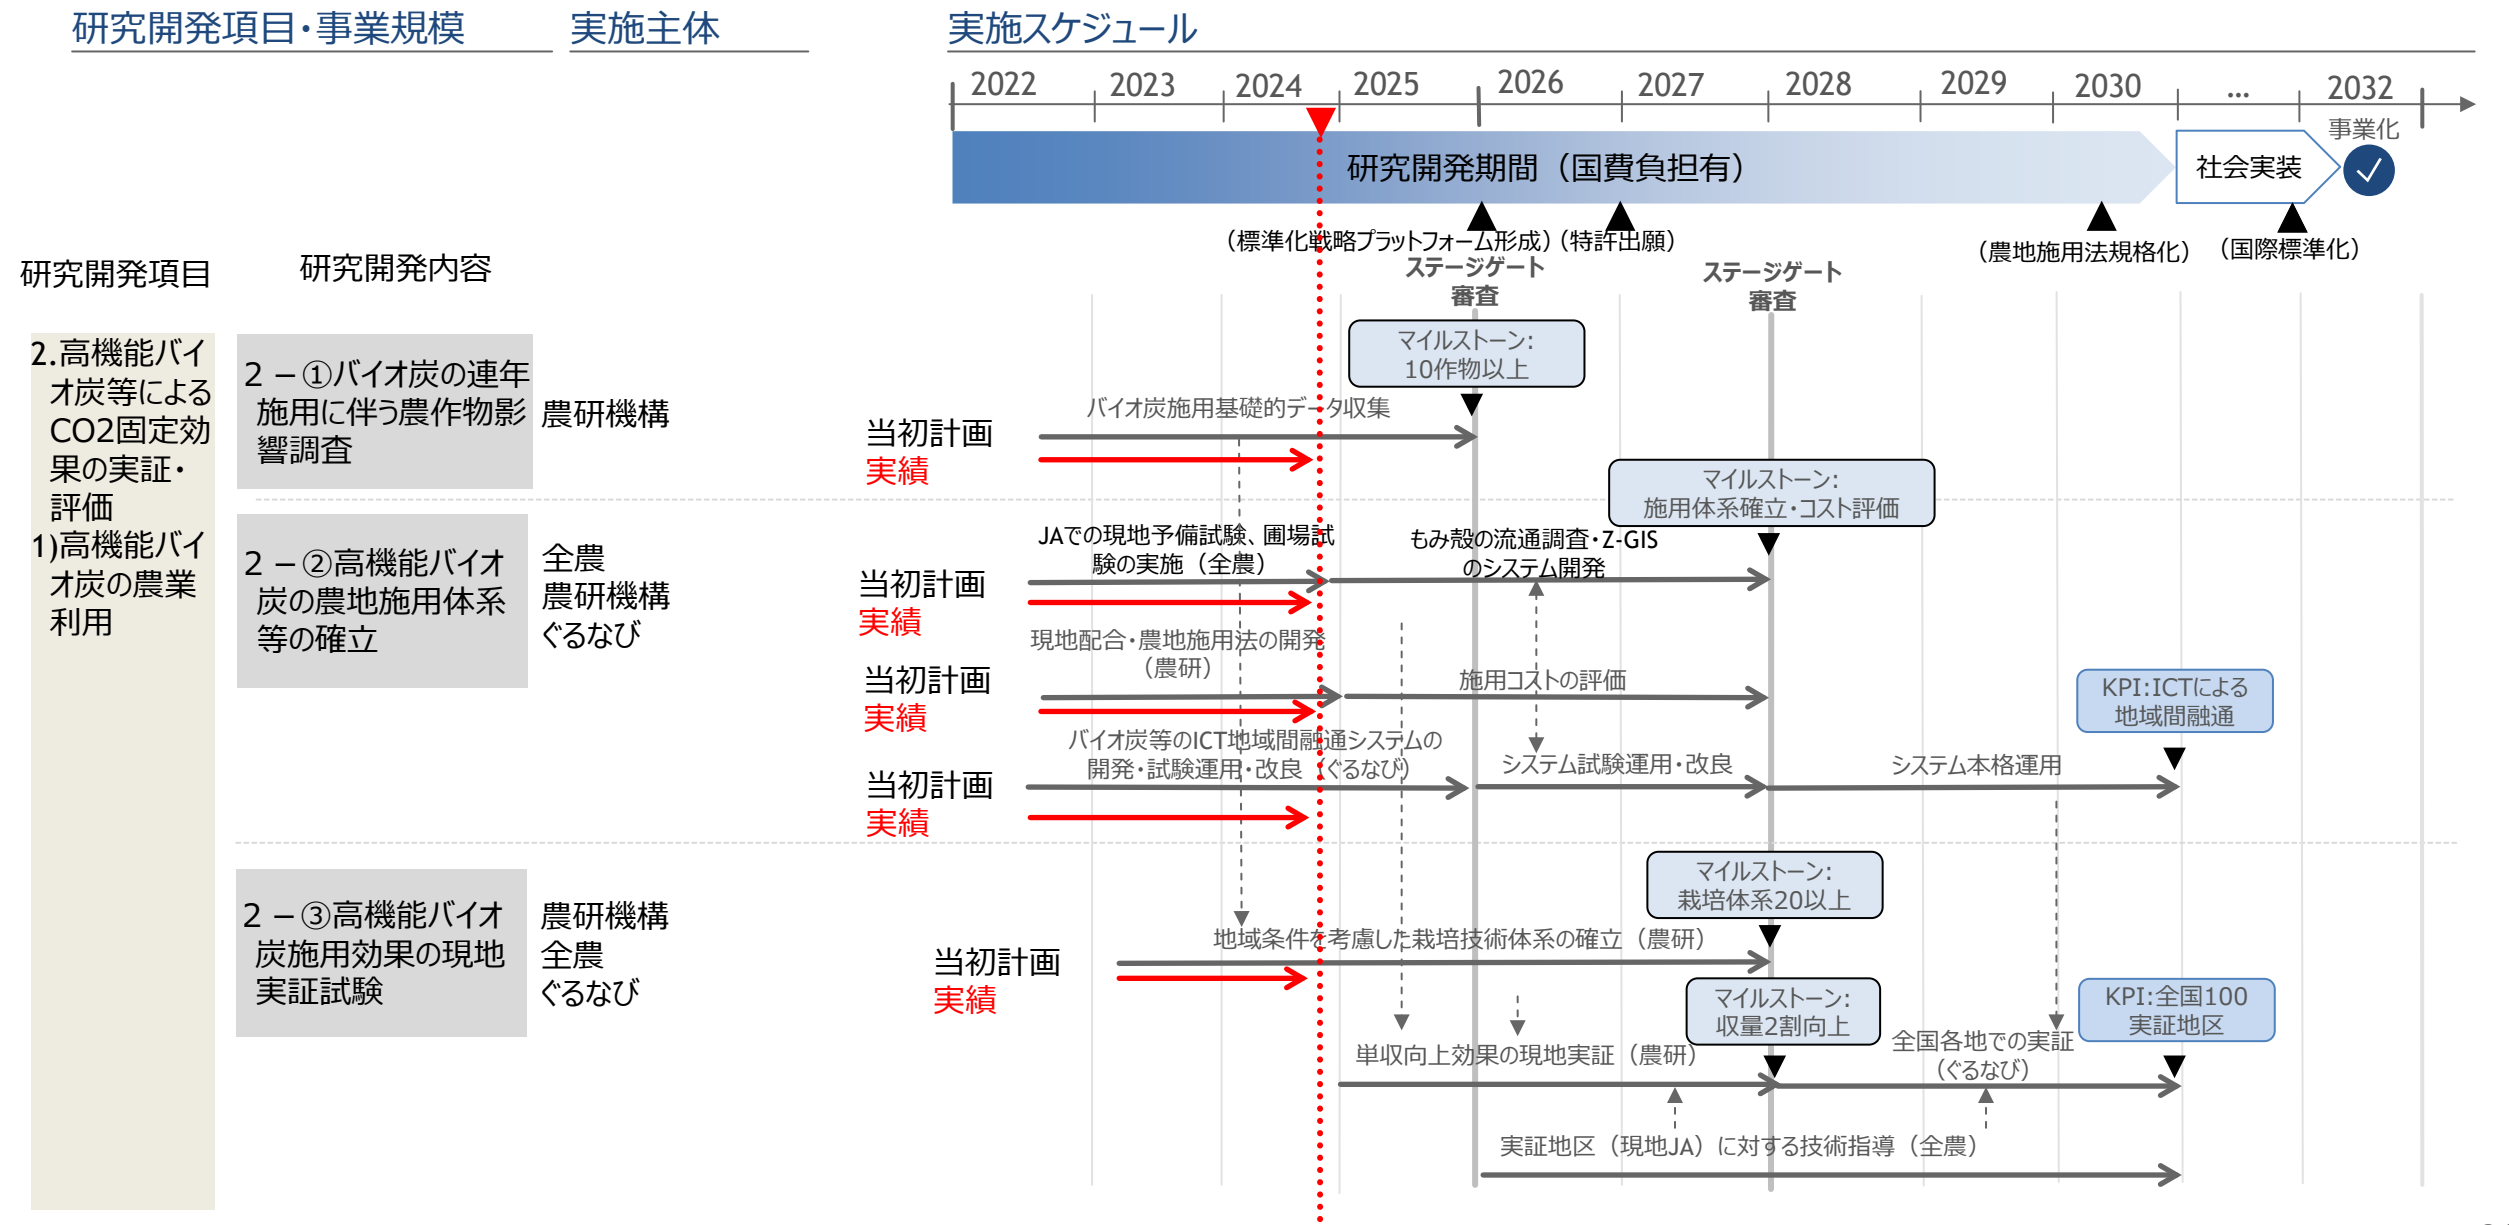 研究開発項目・事業規模
実施主体
実施スケジュール
2022
2023
2024
2025
2026
2027
2028
2029
2030
…
2032
事業化
研究開発期間（国費負担有）
社会実装
（標準化戦略プラットフォーム形成）
（特許出願）
（農地施用法規格化）
（国際標準化）
研究開発項目
研究開発内容
ステージゲート
審査
ステージゲート
審査
2.高機能バイ
オ炭等による
CO2固定効
果の実証・
評価
1)高機能バイ
オ炭の農業
利用
２－①バイオ炭の連年
施用に伴う農作物影
響調査
農研機構
当初計画
実績
バイオ炭施用基礎的データ収集
マイルストーン:
10作物以上
２－②高機能バイオ
炭の農地施用体系
等の確立
全農
農研機構
ぐるなび
マイルストーン:
施用体系確立・コスト評価
当初計画
実績
JAでの現地予備試験、圃場試
験の実施（全農）
もみ殻の流通調査・Z-GIS
のシステム開発
当初計画
実績
現地配合・農地施用法の開発
（農研）
施用コストの評価
KPI:ICTによる
地域間融通
当初計画
実績
バイオ炭等のICT地域間融通システムの
開発・試験運用・改良（ぐるなび）
システム試験運用・改良
システム本格運用
２－③高機能バイオ
炭施用効果の現地
実証試験
農研機構
全農
ぐるなび
マイルストーン:
栽培体系20以上
当初計画
実績
地域条件を考慮した栽培技術体系の確立（農研）
マイルストーン:
収量2割向上
KPI:全国100
実証地区
単収向上効果の現地実証（農研）
全国各地での実証
（ぐるなび）
実証地区（現地JA）に対する技術指導（全農）